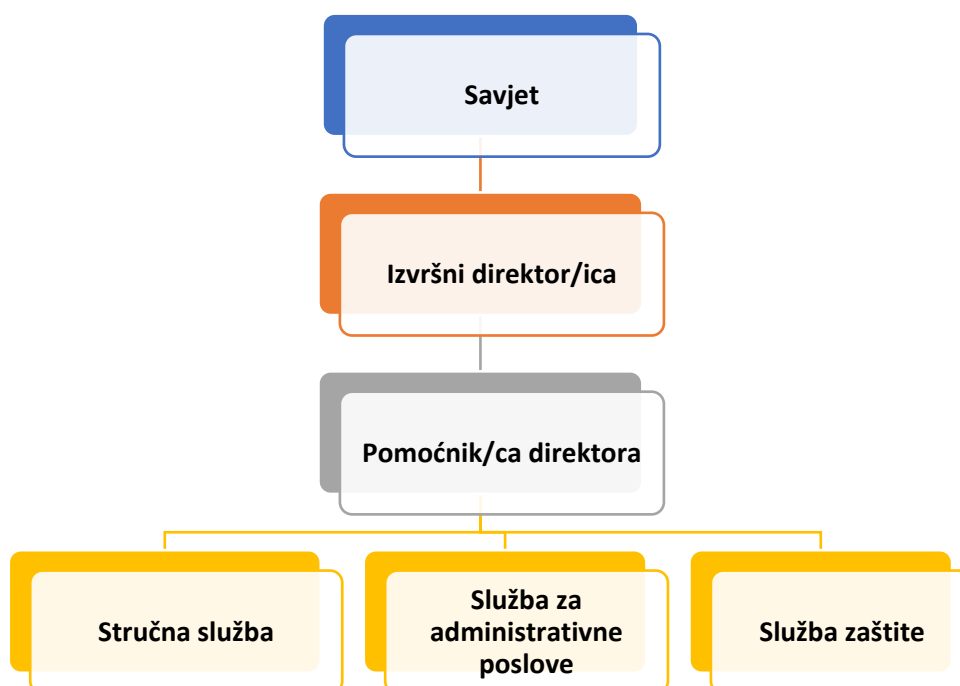 Savjet
Izvršni direktor/ica
Pomoćnik/ca direktora
Stručna služba
Služba za
administrativne
poslove
Služba zaštite